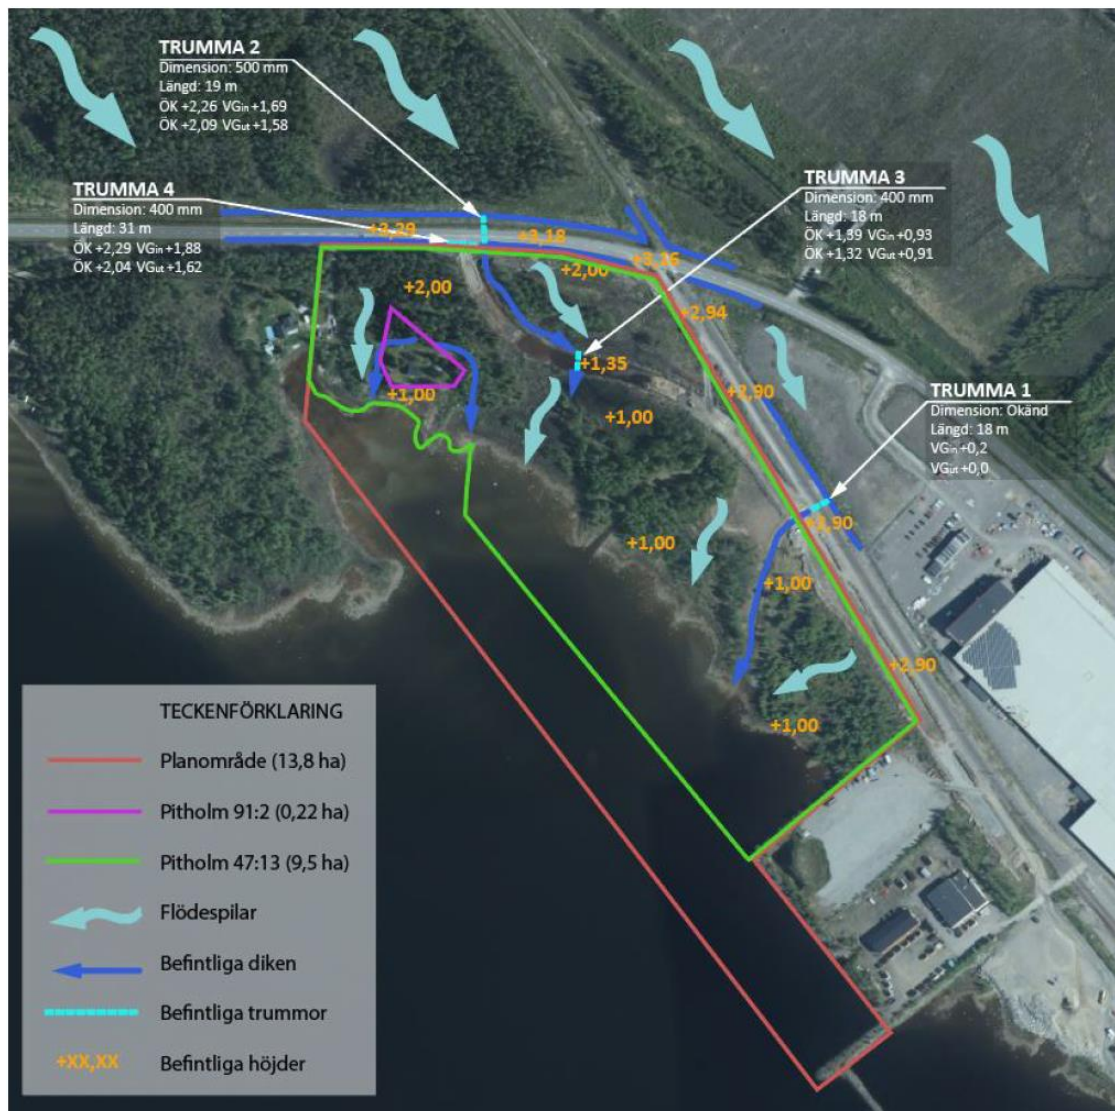 TRUMMA 2
Dimension: 500 mm
Längd: 19 m
ÖK +2,26 VGin +1,69
ÖK +2,09 VGut +1,58
TRUMMA 4
Dimension: 400 mm
Längd: 31 m
ÖK +2,29 VGin +1,88
ÖK +2,04 VGut +1,62
TRUMMA 3
Dimension: 400 mm
Längd: 18 m
ÖK +1,39 VGin +0,93
ÖK +1,32 VGut +0,91
+3,29
+3,18
+3,26
+2,00
+2,00
+2,94
+1,35
+2,90
+1,00
+1,00
TRUMMA 1
Dimension: Okänd
Längd: 18 m
VGin +0,2
VGut +0,0
+2,90
+1,00
+1,00
+2,90
+1,00
TECKENFÖRKLARING
Planområde (13,8 ha)
Pitholm 91:2 (0,22 ha)
Pitholm 47:13 (9,5 ha)
Flödespilar
Befintliga diken
Befintliga trummor
+XX,XX Befintliga höjder